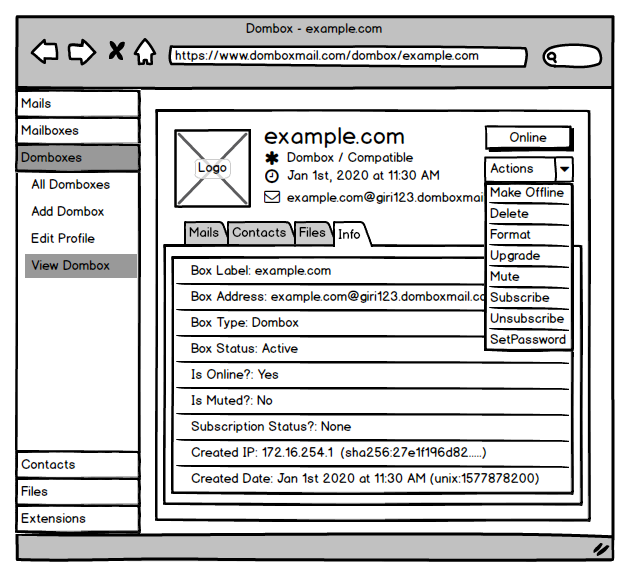 Dombox - example.com
https://www.domboxmail.com/dombox/example.com
Mails
Mailboxes
Domboxes
All Domboxes
Add Dombox
Edit Profile
View Dombox
Contacts
Files
Extensions
Logo
example.com
Dombox / Compatible
Jan 1st, 2020 at 11:30 AM
example.com@giri123.domboxmai
Online
Actions
Make Offline
Delete
Format
Upgrade
Mute
Subscribe
Unsubscribe
SetPassword
Mails Contacts Files Info
Box Label: example.com
Box Address: example.com@giri123.domboxmail.co
Box Type: Dombox
Box Status: Active
Is Online?: Yes
Is Muted?: No
Subscription Status?: None
Created IP: 172.16.254.1 (sha256:27e1f196d82.....)
Created Date: Jan 1st 2020 at 11:30 AM (unix:1577878200)